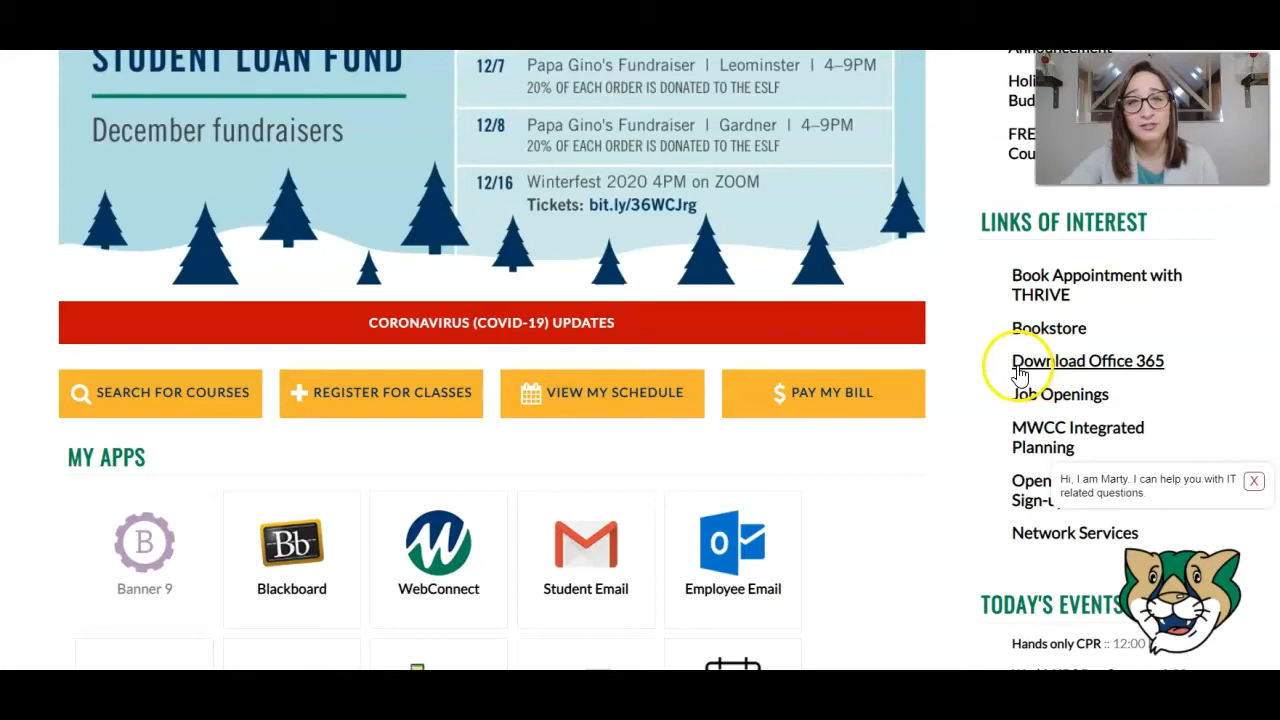 STUDENT LOAN FUND
December fundraisers
12/7 Papa Gino's Fundraiser | Leominster | 4–9PM
20% OF EACH ORDER IS DONATED TO THE ESLF
12/8 Papa Gino's Fundraiser | Gardner | 4–9PM
20% OF EACH ORDER IS DONATED TO THE ESLF
12/16 Winterfest 2020 4PM on ZOOM
Tickets: bit.ly/36WCJrg
CORONAVIRUS (COVID-19) UPDATES
SEARCH FOR COURSES
REGISTER FOR CLASSES
VIEW MY SCHEDULE
$ PAY MY BILL
MY APPS
B
Banner 9
Bb
Blackboard
W
WebConnect
Student Email
O
Employee Email
Announcement
FREE
LINKS OF INTEREST
Book Appointment with
THRIVE
Bookstore
Download Office 365
Job Openings
MWCC Integrated
Planning
Open
Hi, I am Marty. I can help you with IT
related questions.
X
Network Services
TODAY'S EVENTS
Hands only CPR :: 12:00